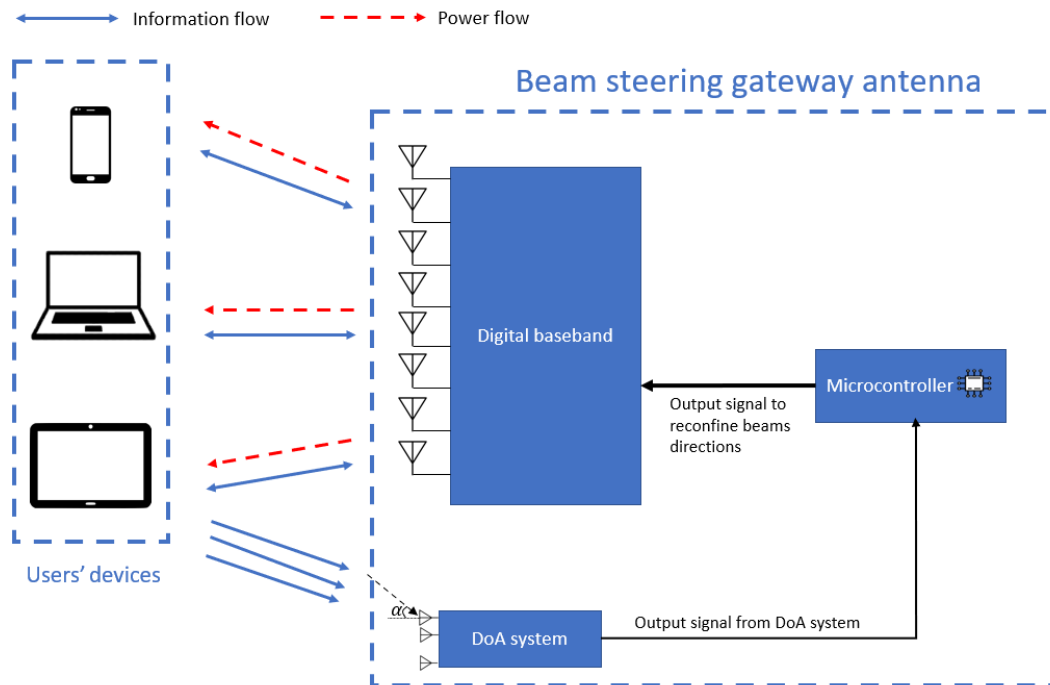 Information flow
Power flow
Beam steering gateway antenna
Digital baseband
Microcontroller
Output signal to
reconfine beams
directions
Users' devices
α
DoA system
Output signal from DoA system